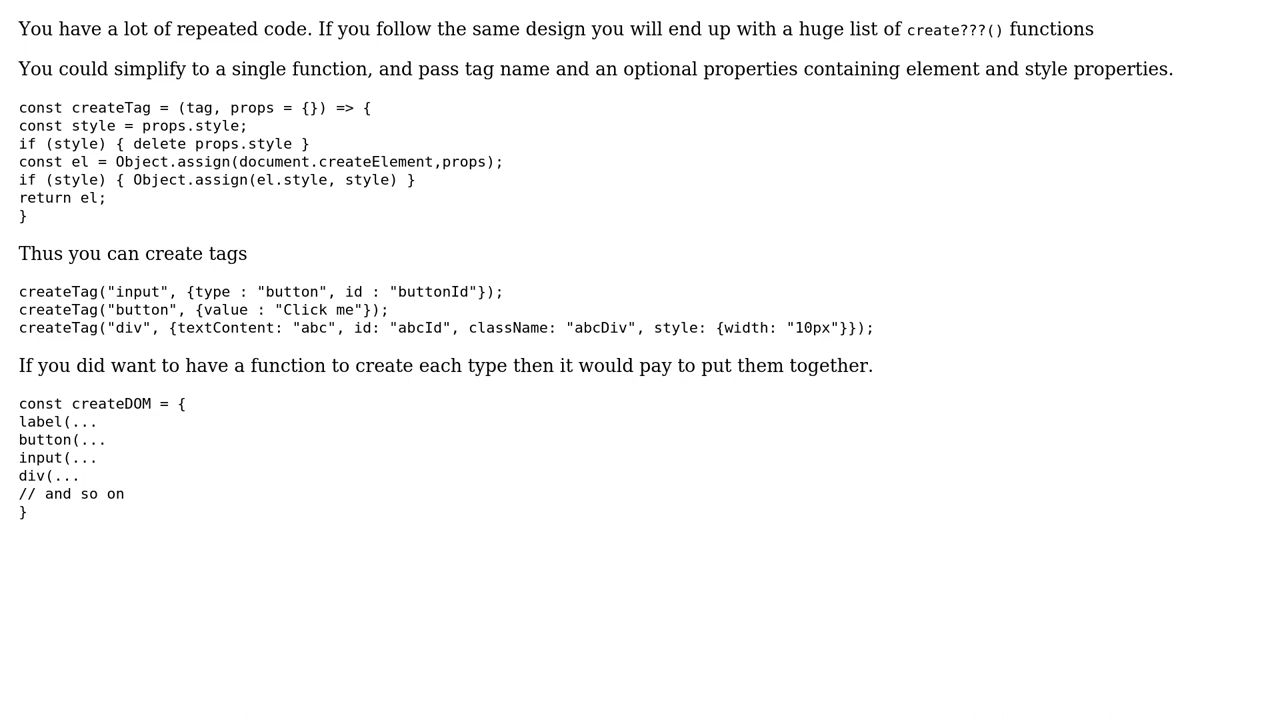 You have a lot of repeated code. If you follow the same design you will end up with a huge list of create???() functions
You could simplify to a single function, and pass tag name and an optional properties containing element and style properties.
const createTag = (tag, props = {}) => {
const style = props.style;
if (style) { delete props.style }
const el = Object.assign(document.createElement,props);
if (style) { Object.assign(el.style, style) }
return el;
}
Thus you can create tags
createTag("input", {type : "button", id : "buttonId"});
createTag("button", {value : "Click me"});
createTag("div", {textContent: "abc", id: "abcId", className: "abcDiv", style: {width: "10px"}});
If you did want to have a function to create each type then it would pay to put them together.
const createDOM = {
label(...
button(...
input(...
div(...
// and so on
}